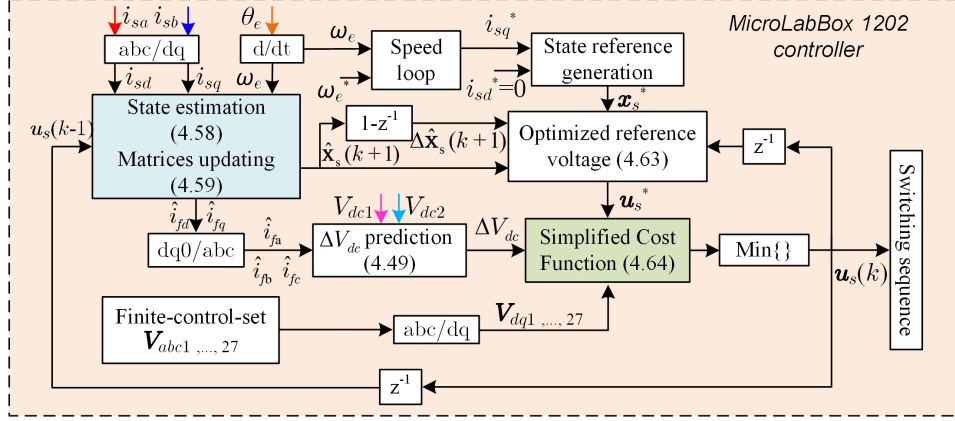 i_sa i_sb θ_e
MicroLabBox 1202
controller
abc/dq
d/dt
ω_e
Speed
loop
i_sq^*
State reference
generation
i_sd i_sq
ω_e
ω_e^*
i_sd^*=0
x_s^*
u_s(k-1)
State estimation
(4.58)
Matrices updating
(4.59)
1-z^-1
x̂_s(k+1)
Δx̂_s(k+1)
Optimized reference
voltage (4.63)
z^-1
î_fd î_fq
V_dc1 V_dc2
u_s^*
dq0/abc
î_fa
î_fb î_fc
ΔV_dc prediction
(4.49)
ΔV_dc
Simplified Cost
Function (4.64)
Min{}
u_s(k)
Switching sequence
Finite-control-set
V_abc1 ,..., 27
abc/dq
V_dq1 ,..., 27
z^-1